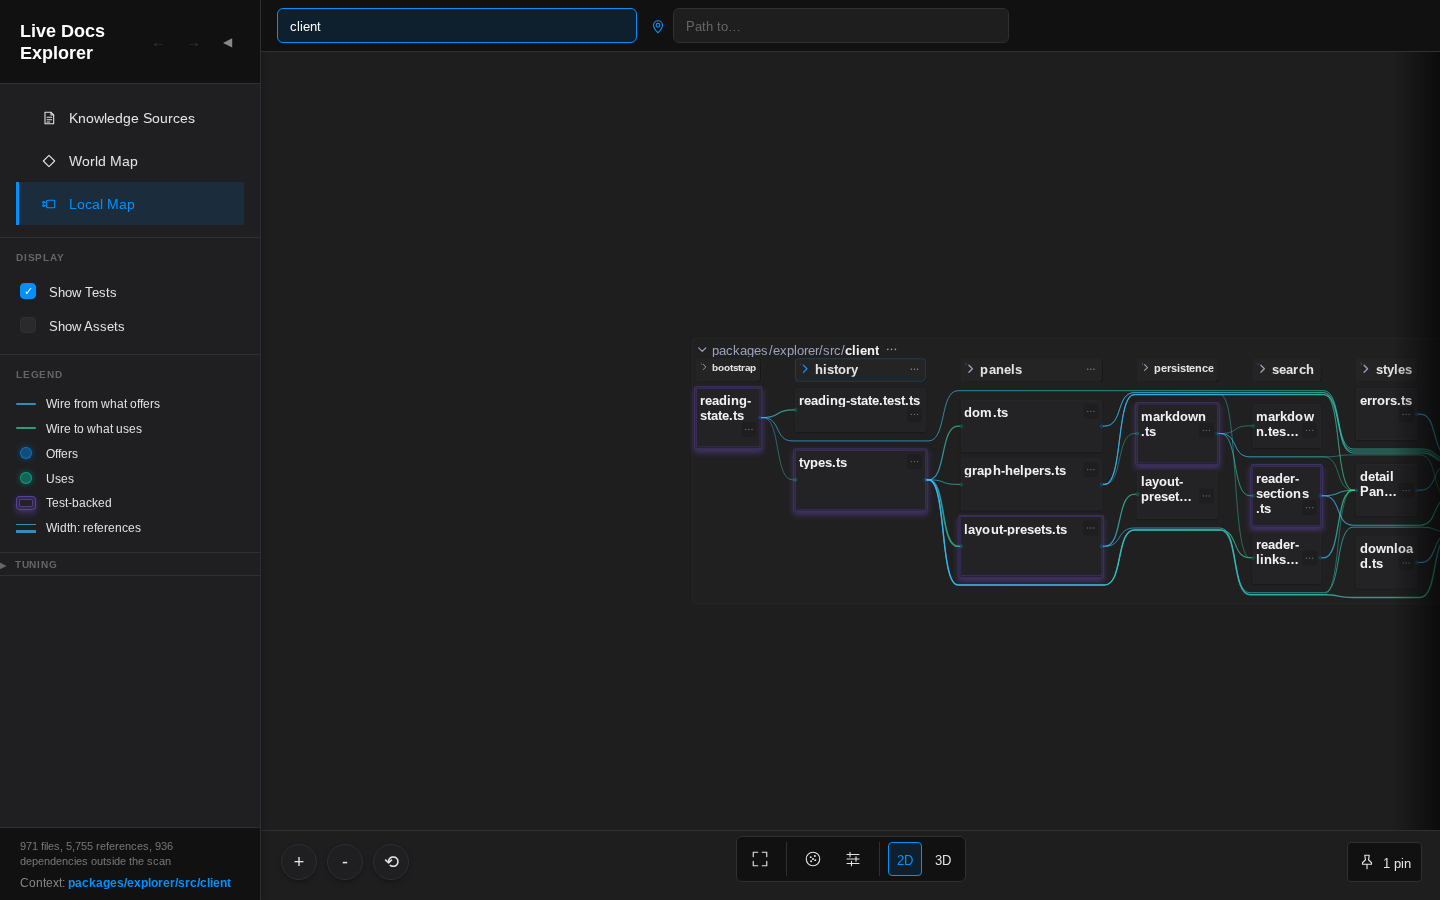 Live Docs
Explorer
client
Path to...
Knowledge Sources
World Map
Local Map
DISPLAY
Show Tests
Show Assets
LEGEND
Wire from what offers
Wire to what uses
Offers
Uses
Test-backed
Width: references
TUNING
971 files, 5,755 references, 936
dependencies outside the scan
Context: packages/explorer/src/client
packages/explorer/src/client ...
bootstrap
history ...
panels ...
persistence
search
styles
reading-
state.ts
...
reading-state.test.ts
...
types.ts ...
dom.ts ...
graph-helpers.ts ...
layout-presets.ts ...
markdown
.ts ...
layout-
preset... ...
markdow
n.tes... ...
reader-
sections
.ts ...
reader-
links... ...
errors.ts
...
detail
Pan... ...
downloa
d.ts ...
+
-
2D
3D
1 pin